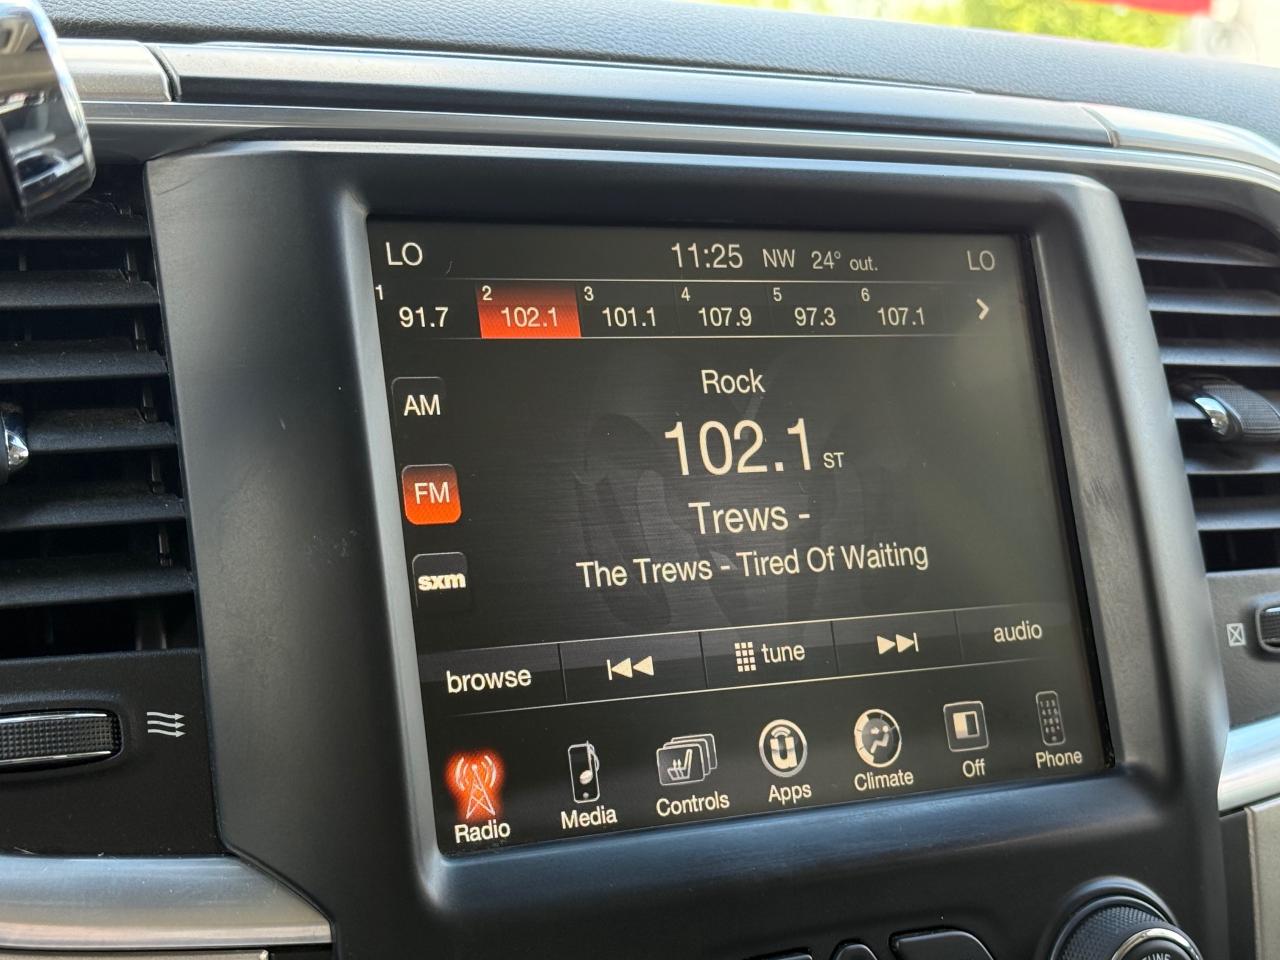 LO 11:25 NW 24° out. LO
1 91.7 2 102.1 3 101.1 4 107.9 5 97.3 6 107.1
Rock
AM
102.1 ST
FM
Trews -
The Trews - Tired Of Waiting
sxm
browse tune audio
Radio Media Controls Apps Climate Off Phone
TUNE